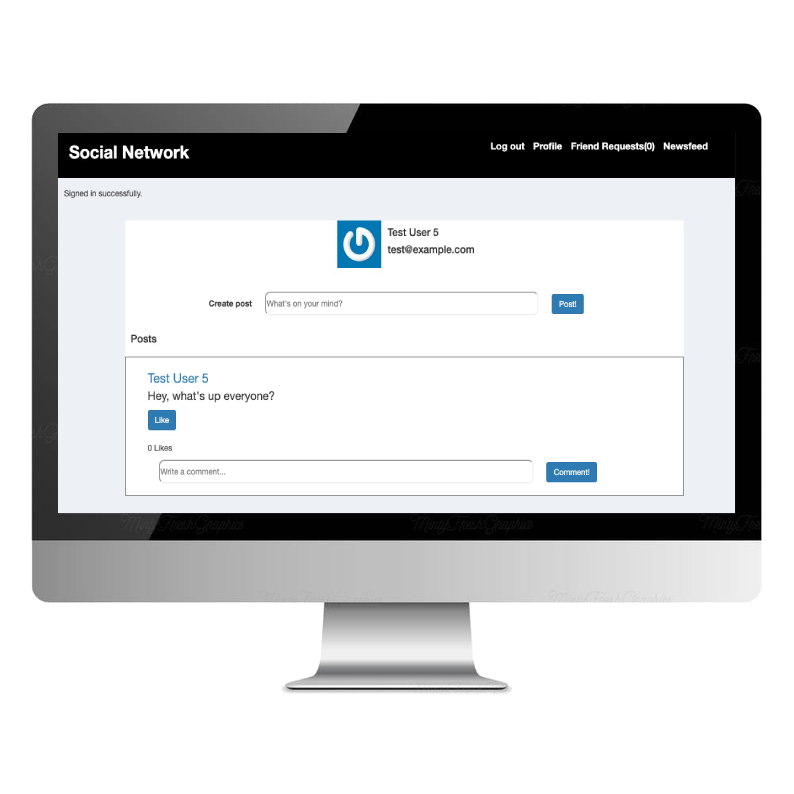 Social Network
Log out Profile Friend Requests(0) Newsfeed
Signed in successfully.
Test User 5
test@example.com
Create post What's on your mind? Post!
Posts
Test User 5
Hey, what's up everyone?
Like
0 Likes
Write a comment... Comment!
MintyFreshGraphics
MintyFreshGraphics